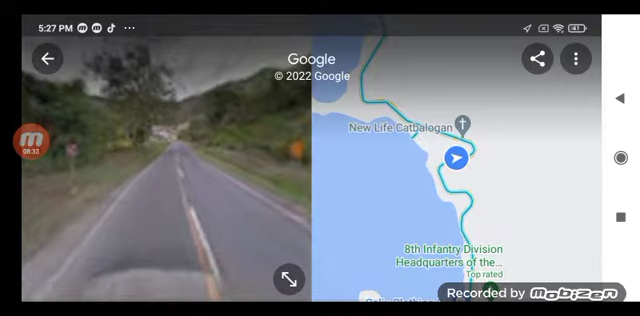 5:27 PM
41
Google
© 2022 Google
08:33
New Life Catbalogan
8th Infantry Division
Headquarters of the...
Top rated
Recorded by MOBIZEN